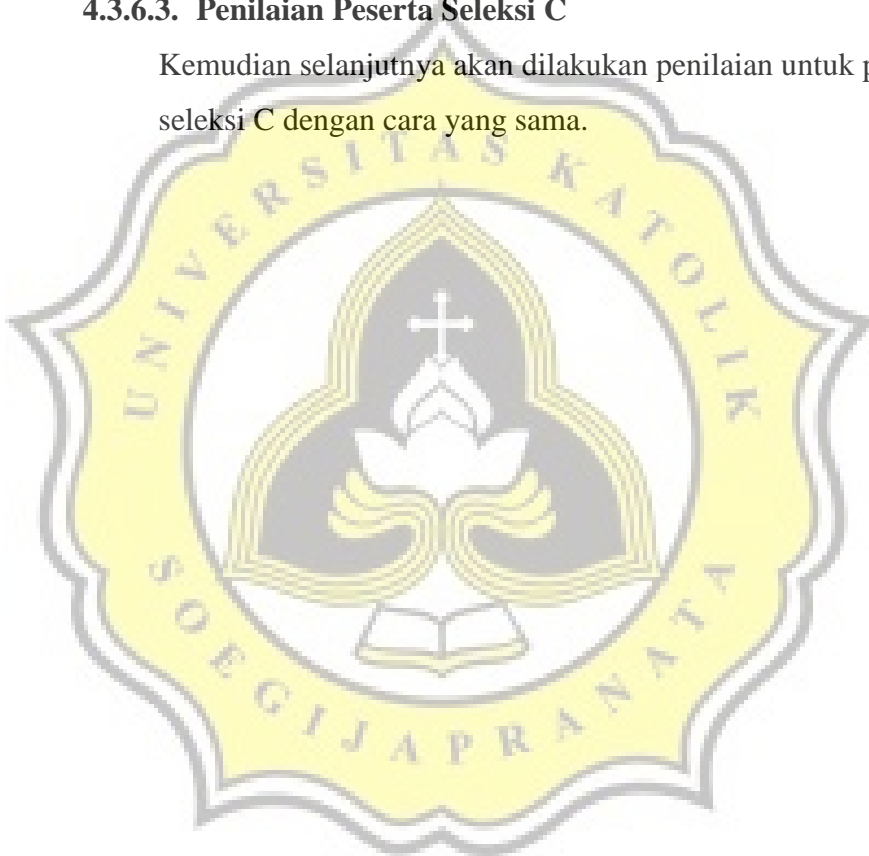 4.3.6.3. Penilaian Peserta Seleksi C
Kemudian selanjutnya akan dilakukan penilaian untuk
seleksi C dengan cara yang sama.
UNIVERSITAS KATOLIK
SOEGIJAPRANATA